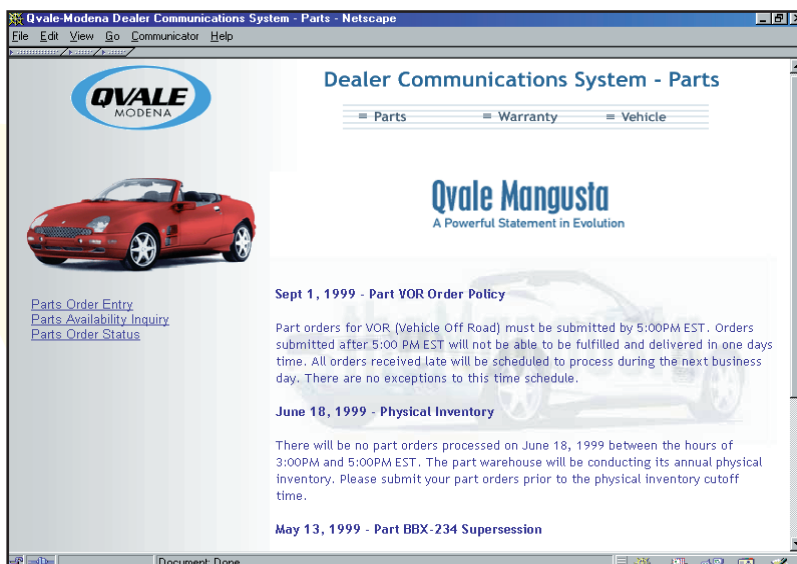 Qvale-Modena Dealer Communications System - Parts - Netscape
File Edit View Go Communicator Help
QVALE
MODENA
Dealer Communications System - Parts
Parts Warranty Vehicle
Qvale Mangusta
A Powerful Statement in Evolution
Parts Order Entry
Parts Availability Inquiry
Parts Order Status
Sept 1, 1999 - Part VOR Order Policy
Part orders for VOR (Vehicle Off Road) must be submitted by 5:00PM EST. Orders
submitted after 5:00 PM EST will not be able to be fulfilled and delivered in one days
time. All orders received late will be scheduled to process during the next business
day. There are no exceptions to this time schedule.
June 18, 1999 - Physical Inventory
There will be no part orders processed on June 18, 1999 between the hours of
3:00PM and 5:00PM EST. The part warehouse will be conducting its annual physical
inventory. Please submit your part orders prior to the physical inventory cutoff
time.
May 13, 1999 - Part BBX-234 Supersession
Document: Done